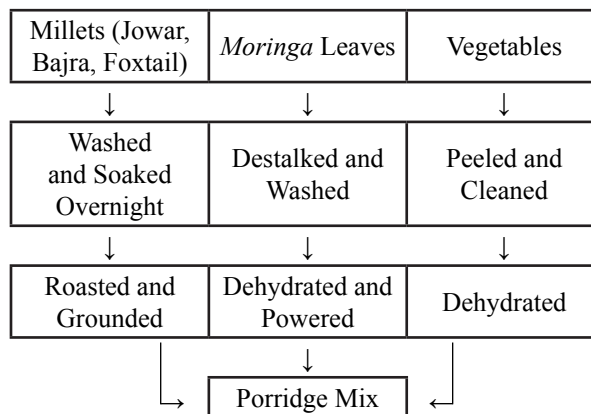 Millets (Jowar,
Bajra, Foxtail)
Moringa Leaves
Vegetables
Washed
and Soaked
Overnight
Destalked and
Washed
Peeled and
Cleaned
Roasted and
Grounded
Dehydrated and
Powered
Dehydrated
Porridge Mix